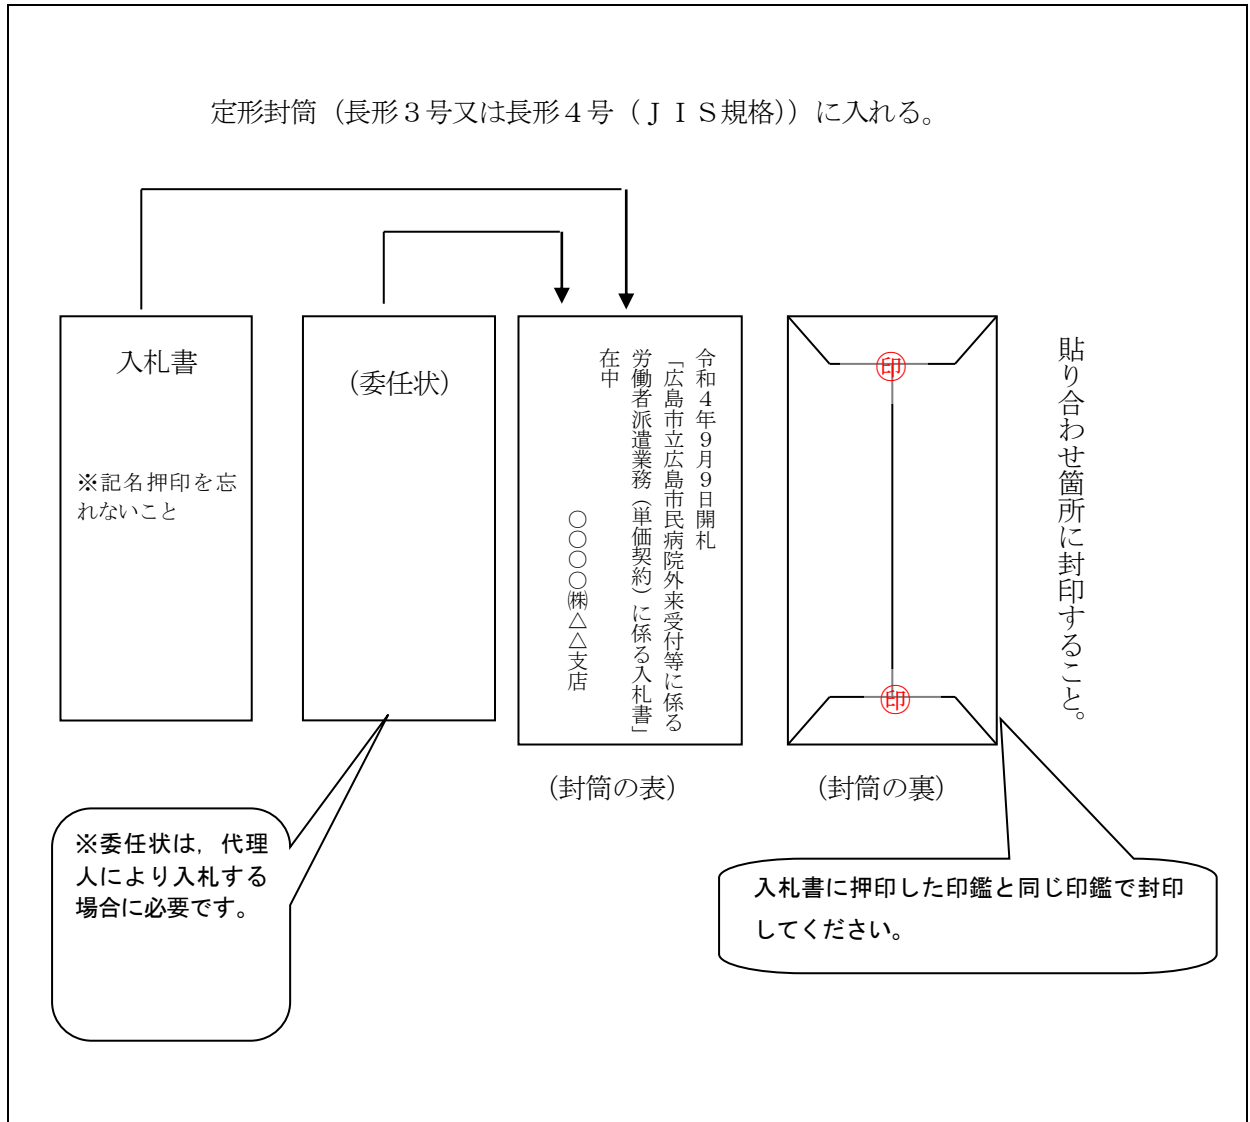 定形封筒（長形３号又は長形４号（ＪＩＳ規格））に入れる。
入札書
※記名押印を忘
れないこと
（委任状）
令和４年９月９日開札
「広島市立広島市民病院外来受付等に係る
労働者派遣業務（単価契約）に係る入札書」
在中
〇〇〇〇㈱△△支店
印
印
貼り合わせ箇所に封印すること。
（封筒の表）
（封筒の裏）
※委任状は，代理
人により入札する
場合に必要です。
入札書に押印した印鑑と同じ印鑑で封印
してください。